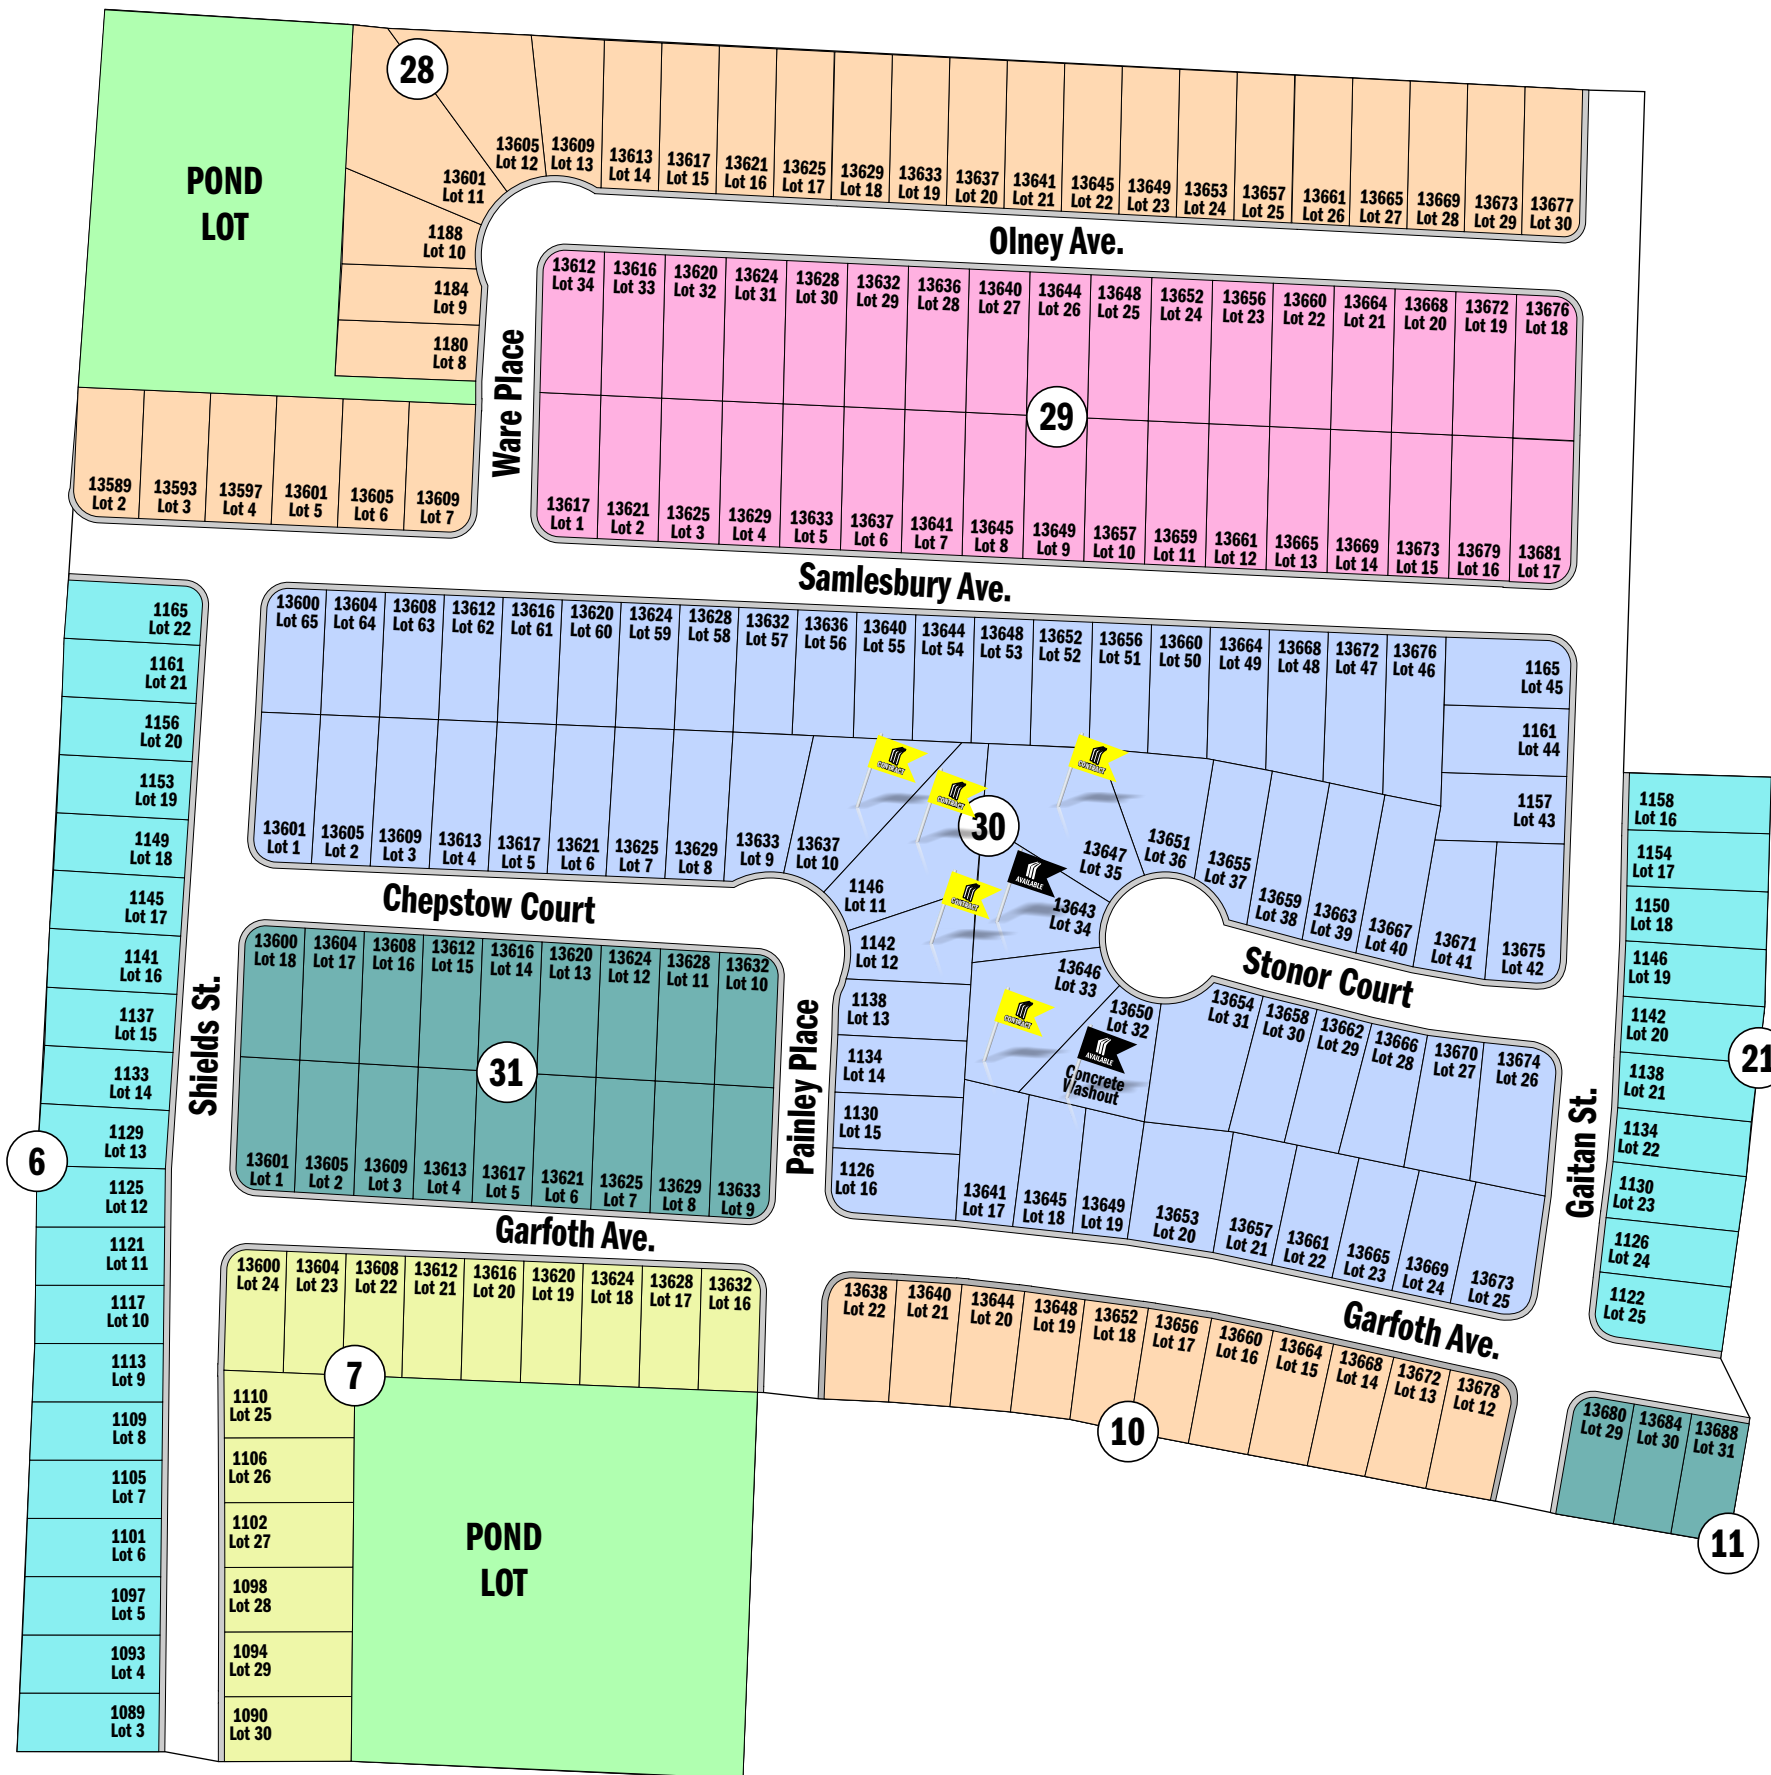 28
POND
LOT
13605
Lot 12
13609
Lot 13
13613
Lot 14
13617
Lot 15
13621
Lot 16
13625
Lot 17
13629
Lot 18
13633
Lot 19
13637
Lot 20
13641
Lot 21
13645
Lot 22
13649
Lot 23
13653
Lot 24
13657
Lot 25
13661
Lot 26
13665
Lot 27
13669
Lot 28
13673
Lot 29
13677
Lot 30
13601
Lot 11
1188
Lot 10
1184
Lot 9
1180
Lot 8
Olney Ave.
Ware Place
13589
Lot 2
13593
Lot 3
13597
Lot 4
13601
Lot 5
13605
Lot 6
13609
Lot 7
13612
Lot 34
13616
Lot 33
13620
Lot 32
13624
Lot 31
13628
Lot 30
13632
Lot 29
13636
Lot 28
13640
Lot 27
13644
Lot 26
13648
Lot 25
13652
Lot 24
13656
Lot 23
13660
Lot 22
13664
Lot 21
13668
Lot 20
13672
Lot 19
13676
Lot 18
29
13617
Lot 1
13621
Lot 2
13625
Lot 3
13629
Lot 4
13633
Lot 5
13637
Lot 6
13641
Lot 7
13645
Lot 8
13649
Lot 9
13657
Lot 10
13659
Lot 11
13661
Lot 12
13665
Lot 13
13669
Lot 14
13673
Lot 15
13679
Lot 16
13681
Lot 17
Samlesbury Ave.
1165
Lot 22
1161
Lot 21
1156
Lot 20
1153
Lot 19
1149
Lot 18
1145
Lot 17
1141
Lot 16
1137
Lot 15
1133
Lot 14
1129
Lot 13
6
1125
Lot 12
1121
Lot 11
1117
Lot 10
1113
Lot 9
1109
Lot 8
1105
Lot 7
1101
Lot 6
1097
Lot 5
1093
Lot 4
1089
Lot 3
Shields St.
13600
Lot 65
13604
Lot 64
13608
Lot 63
13612
Lot 62
13616
Lot 61
13620
Lot 60
13624
Lot 59
13628
Lot 58
13632
Lot 57
13636
Lot 56
13640
Lot 55
13644
Lot 54
13648
Lot 53
13652
Lot 52
13656
Lot 51
13660
Lot 50
13664
Lot 49
13668
Lot 48
13672
Lot 47
13676
Lot 46
1165
Lot 45
1161
Lot 44
1157
Lot 43
CONTRACT
CONTRACT
CONTRACT
30
13601
Lot 1
13605
Lot 2
13609
Lot 3
13613
Lot 4
13617
Lot 5
13621
Lot 6
13625
Lot 7
13629
Lot 8
13633
Lot 9
13637
Lot 10
1146
Lot 11
1142
Lot 12
1138
Lot 13
1134
Lot 14
1130
Lot 15
1126
Lot 16
CONTRACT
AVAILABLE
13643
Lot 34
13647
Lot 35
13651
Lot 36
13655
Lot 37
13659
Lot 38
13663
Lot 39
13667
Lot 40
13671
Lot 41
13675
Lot 42
Stonor Court
13646
Lot 33
CONTRACT
13650
Lot 32
AVAILABLE
Concrete
Washout
13654
Lot 31
13658
Lot 30
13662
Lot 29
13666
Lot 28
13670
Lot 27
13674
Lot 26
13641
Lot 17
13645
Lot 18
13649
Lot 19
13653
Lot 20
13657
Lot 21
13661
Lot 22
13665
Lot 23
13669
Lot 24
13673
Lot 25
Chepstow Court
13600
Lot 18
13604
Lot 17
13608
Lot 16
13612
Lot 15
13616
Lot 14
13620
Lot 13
13624
Lot 12
13628
Lot 11
13632
Lot 10
31
13601
Lot 1
13605
Lot 2
13609
Lot 3
13613
Lot 4
13617
Lot 5
13621
Lot 6
13625
Lot 7
13629
Lot 8
13633
Lot 9
Painley Place
Garfoth Ave.
Gaitan St.
1158
Lot 16
1154
Lot 17
1150
Lot 18
1146
Lot 19
1142
Lot 20
21
1138
Lot 21
1134
Lot 22
1130
Lot 23
1126
Lot 24
1122
Lot 25
13600
Lot 24
13604
Lot 23
13608
Lot 22
13612
Lot 21
13616
Lot 20
13620
Lot 19
13624
Lot 18
13628
Lot 17
13632
Lot 16
7
1110
Lot 25
1106
Lot 26
1102
Lot 27
1098
Lot 28
1094
Lot 29
1090
Lot 30
POND
LOT
Garfoth Ave.
13638
Lot 22
13640
Lot 21
13644
Lot 20
13648
Lot 19
13652
Lot 18
13656
Lot 17
13660
Lot 16
13664
Lot 15
13668
Lot 14
13672
Lot 13
13678
Lot 12
10
13680
Lot 29
13684
Lot 30
13688
Lot 31
11